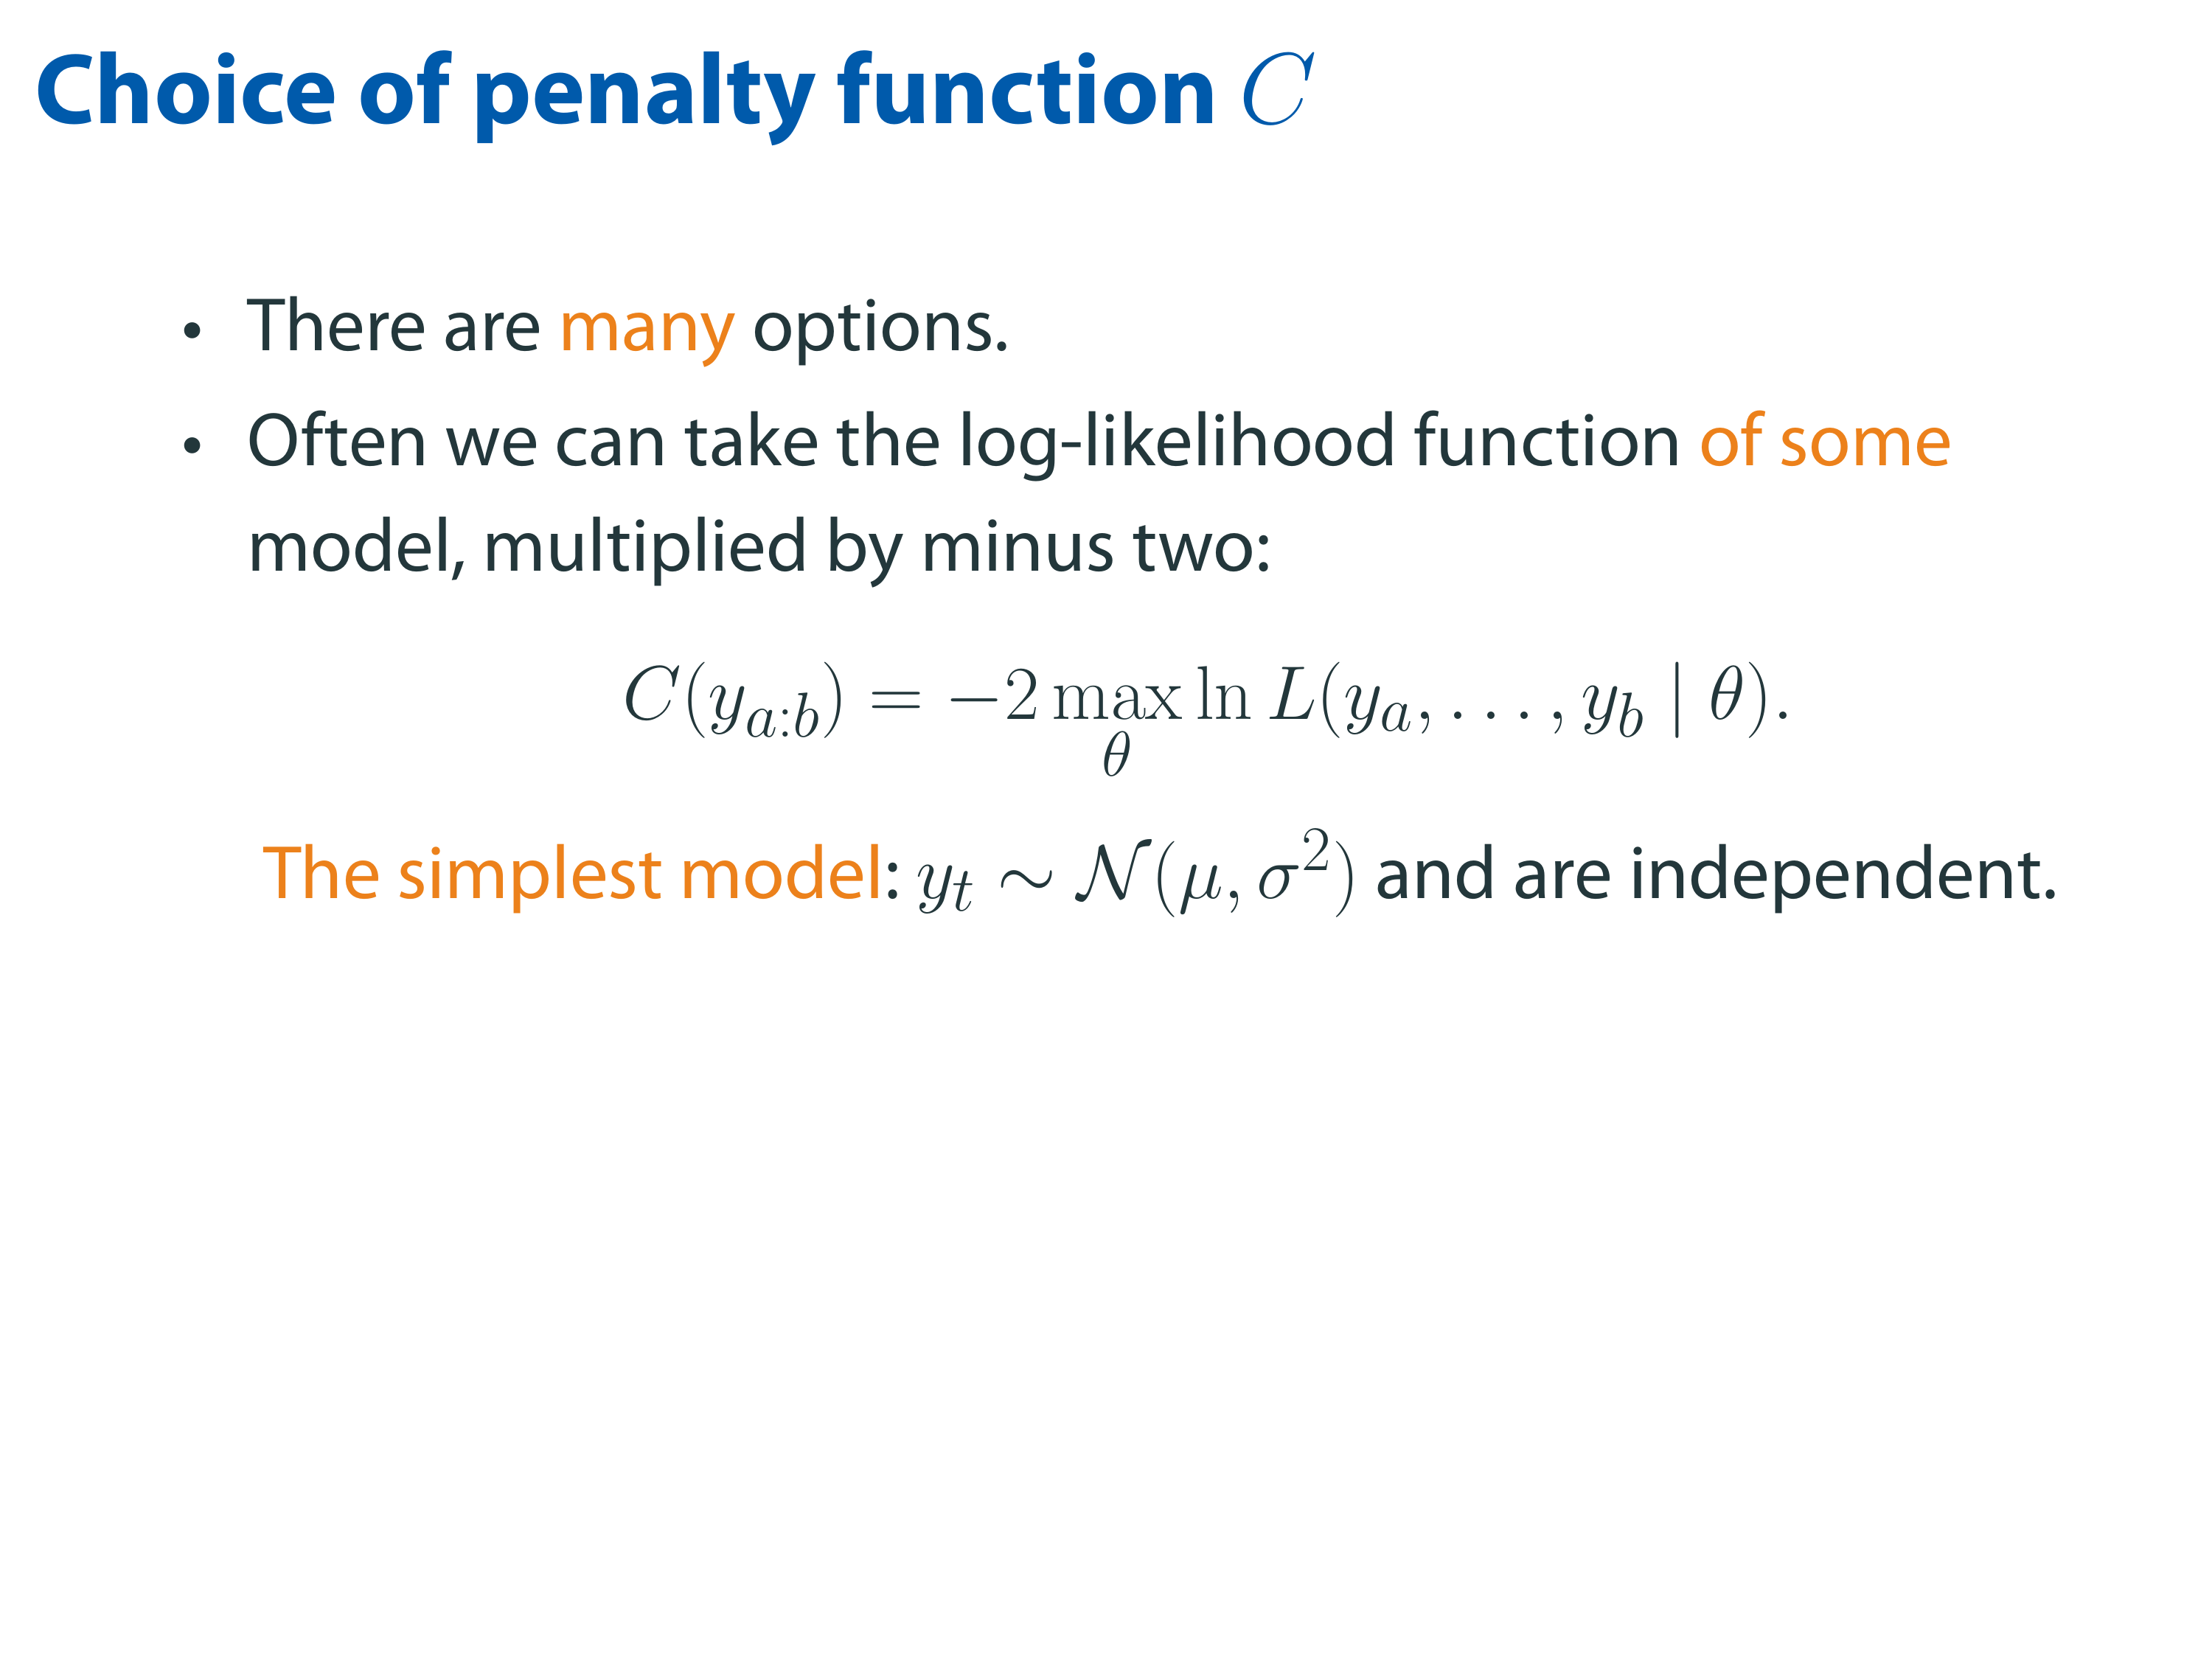 Choice of penalty function C
• There are many options.
• Often we can take the log-likelihood function of some
model, multiplied by minus two:
C(y_{a:b}) = −2 max_θ ln L(y_a, . . . , y_b | θ).
The simplest model: y_t ∼ 𝒩(μ, σ²) and are independent.